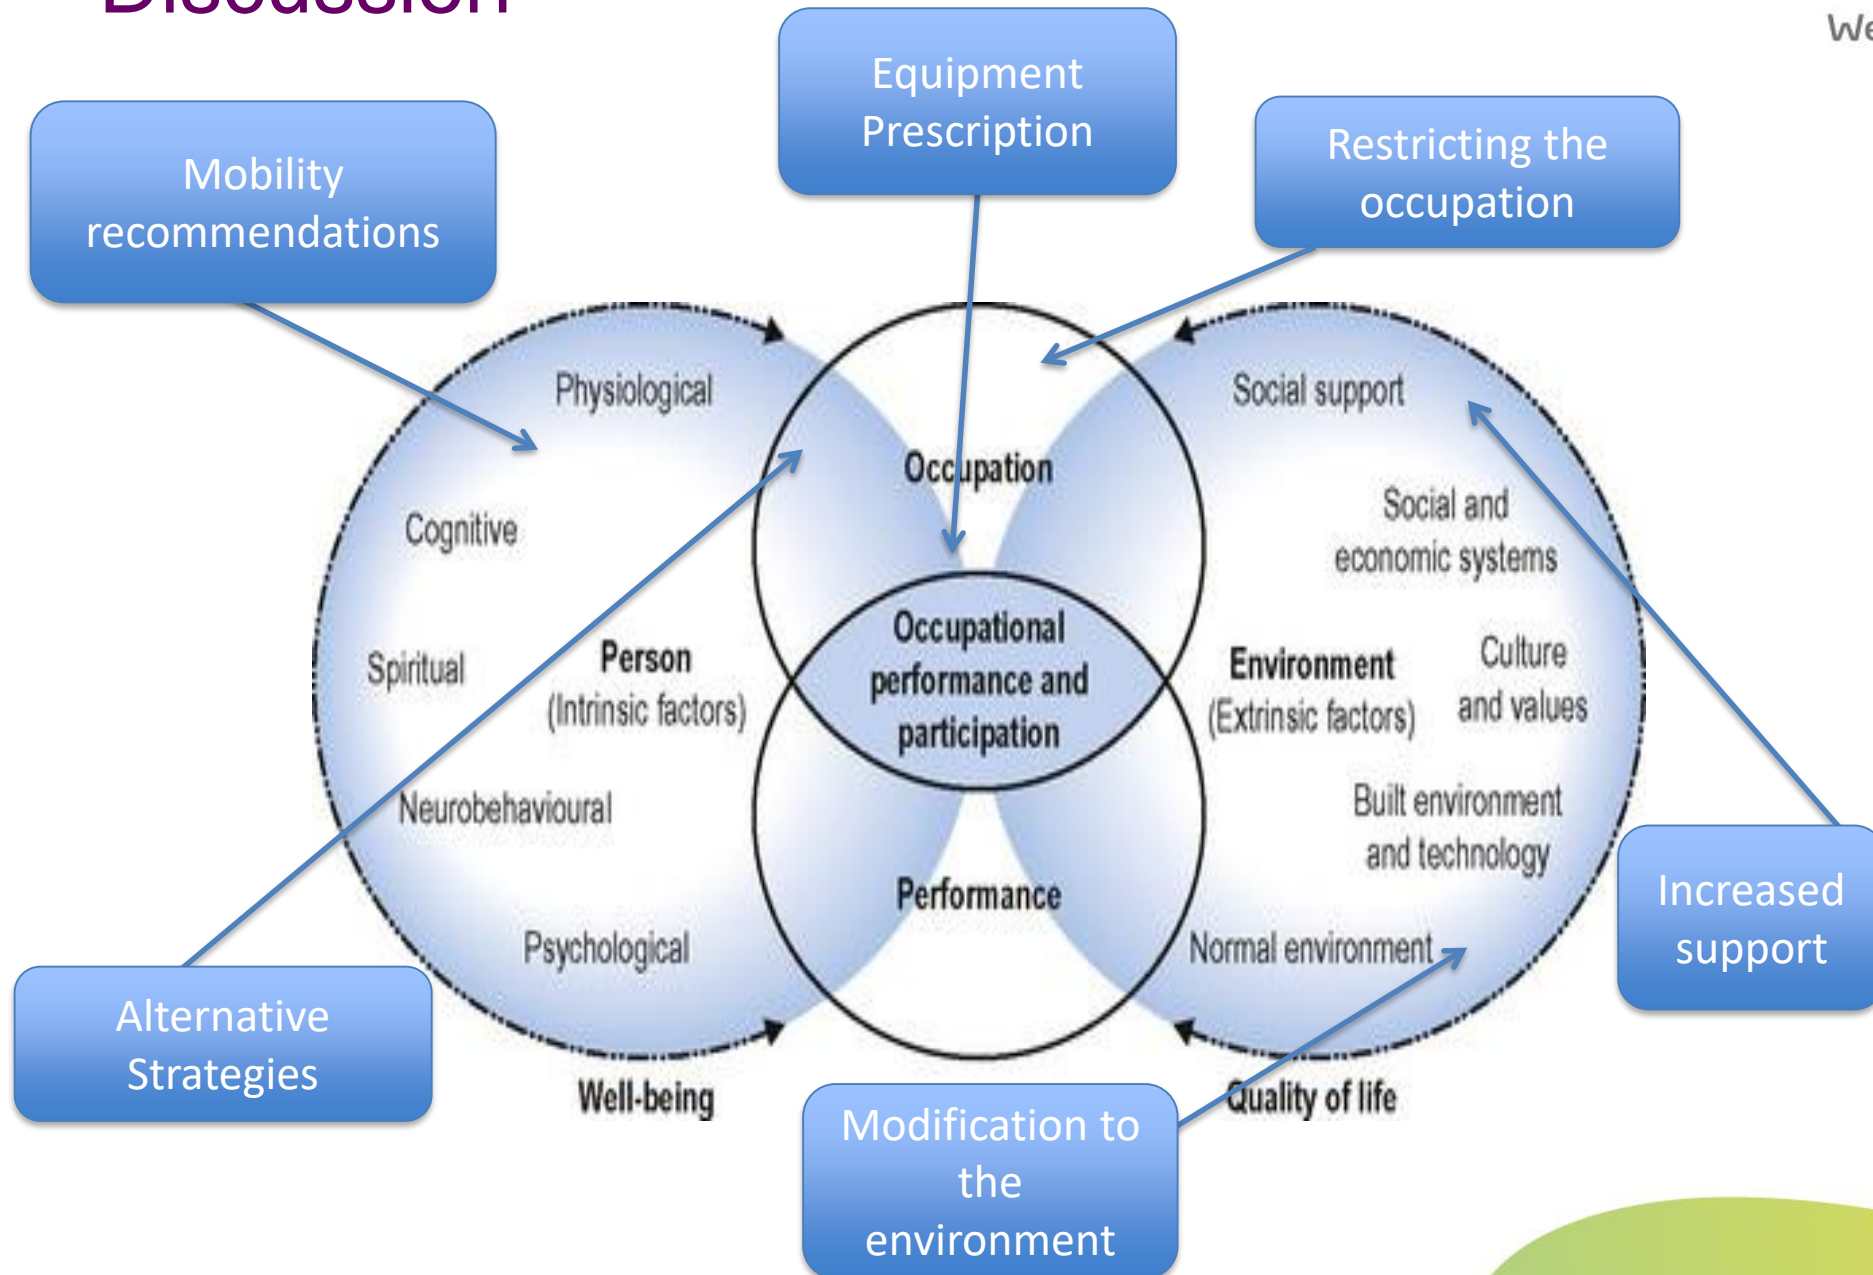 Discussion
We
Equipment
Prescription
Mobility
recommendations
Restricting the
occupation
Physiological
Cognitive
Spiritual
Person
(Intrinsic factors)
Neurobehavioural
Psychological
Occupation
Occupational
performance and
participation
Performance
Social support
Social and
economic systems
Environment
(Extrinsic factors)
Culture
and values
Built environment
and technology
Normal environment
Increased
support
Alternative
Strategies
Well-being
Quality of life
Modification to
the
environment